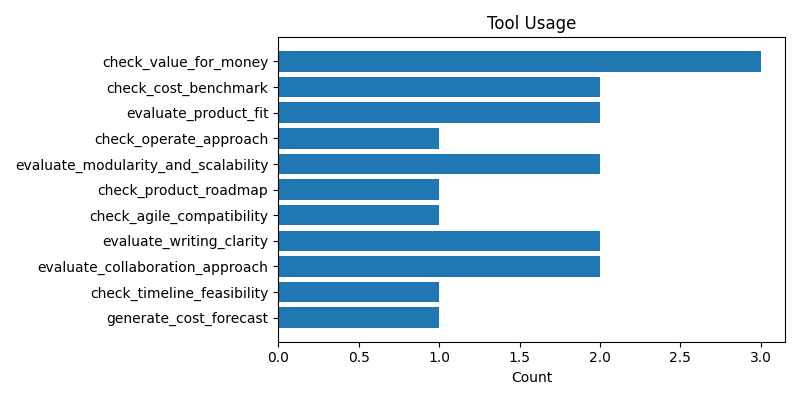 Tool Usage
check_value_for_money
check_cost_benchmark
evaluate_product_fit
check_operate_approach
evaluate_modularity_and_scalability
check_product_roadmap
check_agile_compatibility
evaluate_writing_clarity
evaluate_collaboration_approach
check_timeline_feasibility
generate_cost_forecast
0.0 0.5 1.0 1.5 2.0 2.5 3.0
Count